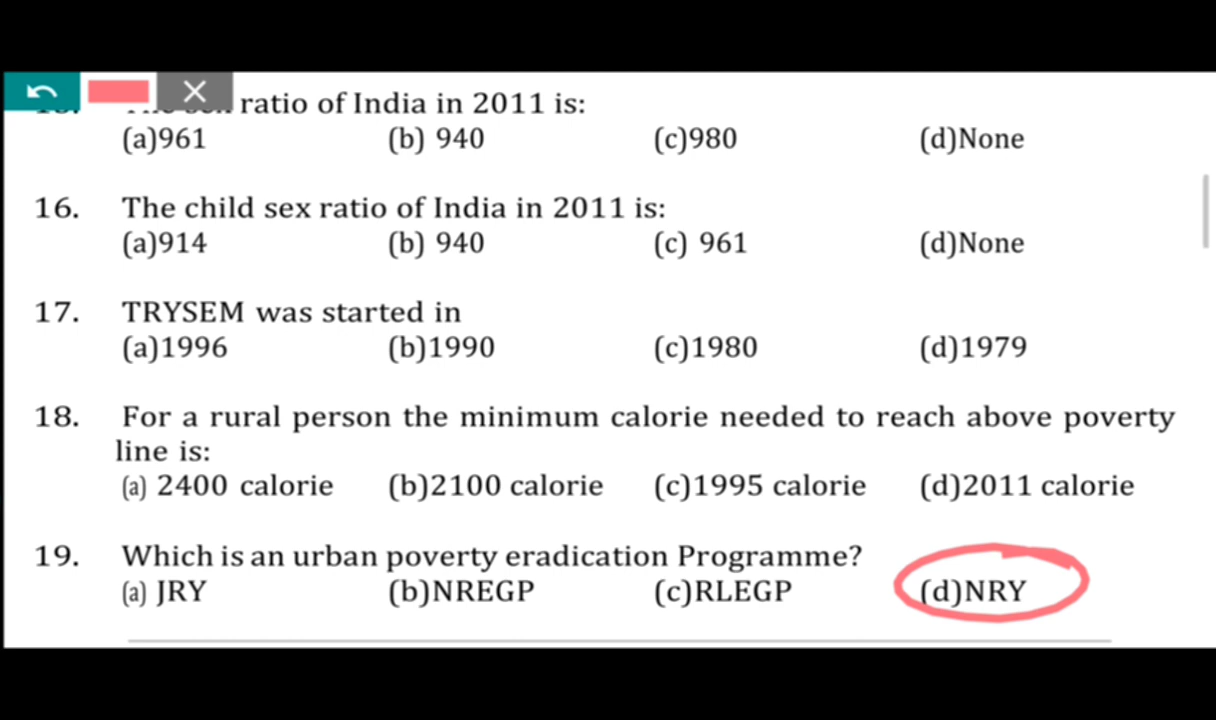 ratio of India in 2011 is:
(a)961 (b) 940 (c)980 (d)None
16. The child sex ratio of India in 2011 is:
(a)914 (b) 940 (c) 961 (d)None
17. TRYSEM was started in
(a)1996 (b)1990 (c)1980 (d)1979
18. For a rural person the minimum calorie needed to reach above poverty
line is:
(a) 2400 calorie (b)2100 calorie (c)1995 calorie (d)2011 calorie
19. Which is an urban poverty eradication Programme?
(a) JRY (b)NREGP (c)RLEGP (d)NRY